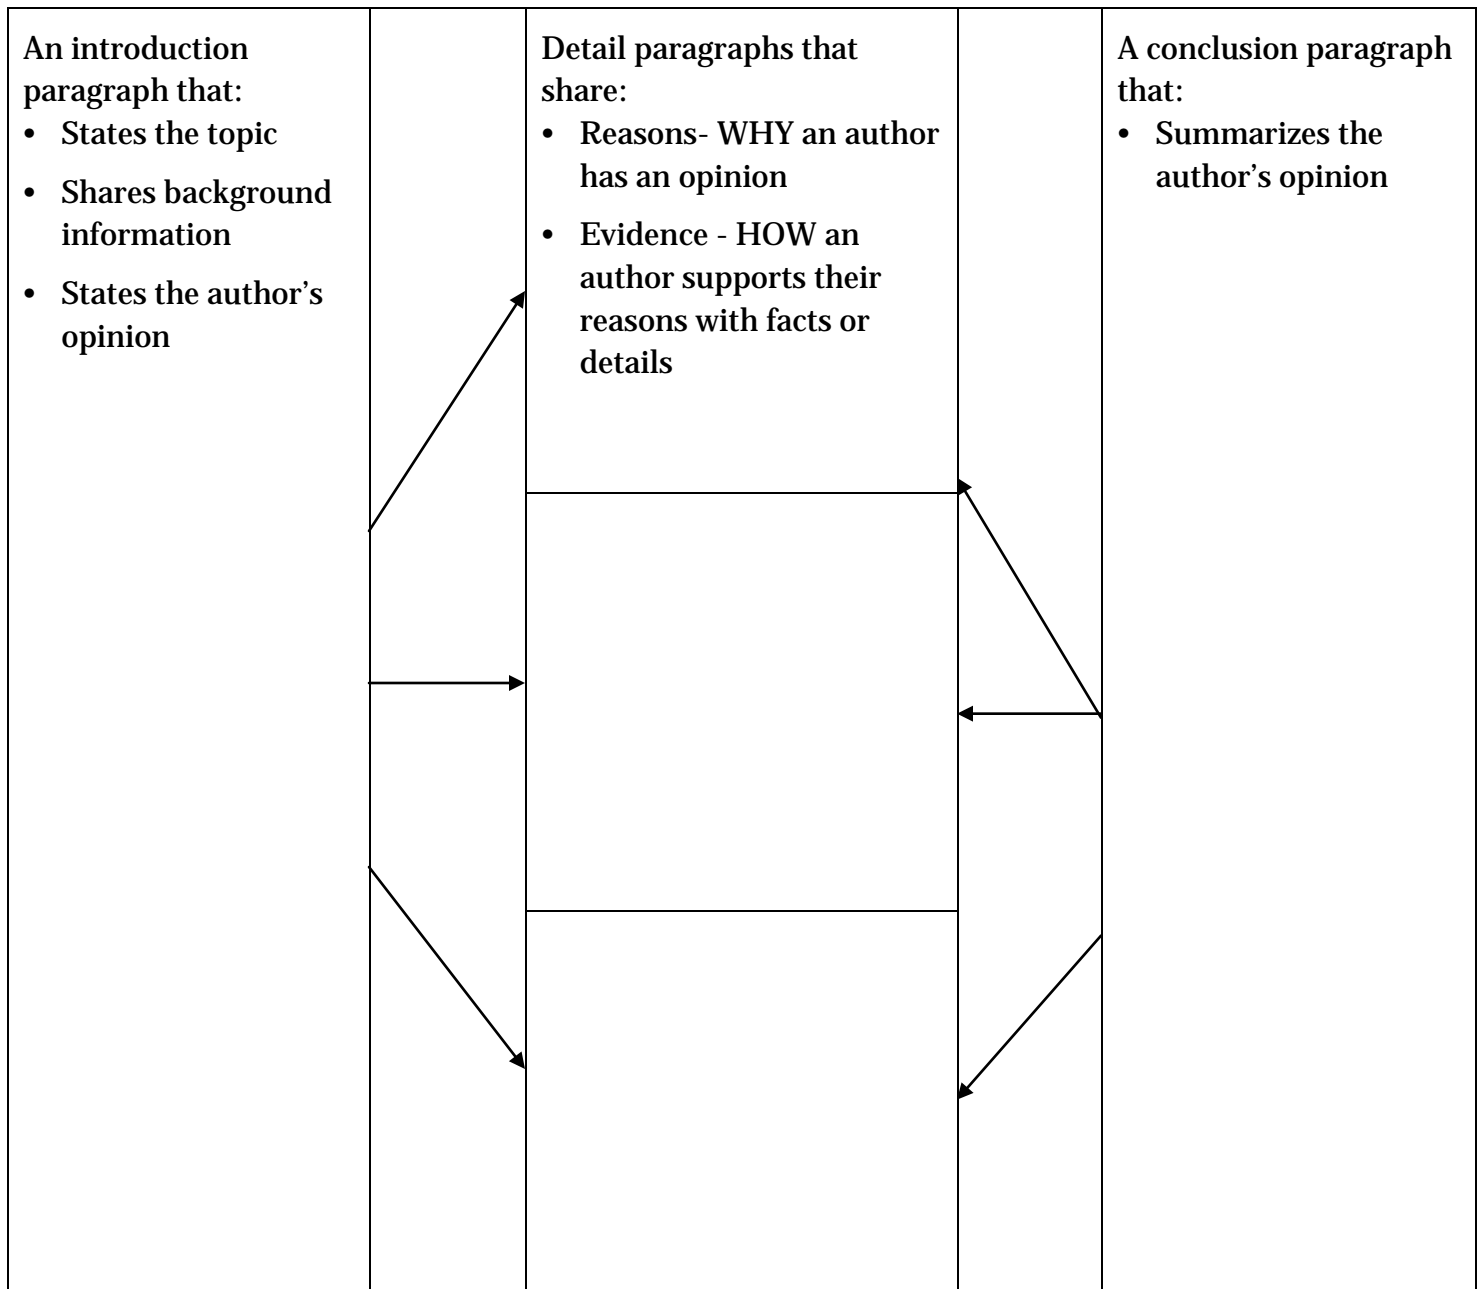 An introduction
paragraph that:
• States the topic
• Shares background
information
• States the author’s
opinion
Detail paragraphs that
share:
• Reasons- WHY an author
has an opinion
• Evidence - HOW an
author supports their
reasons with facts or
details
A conclusion paragraph
that:
• Summarizes the
author’s opinion